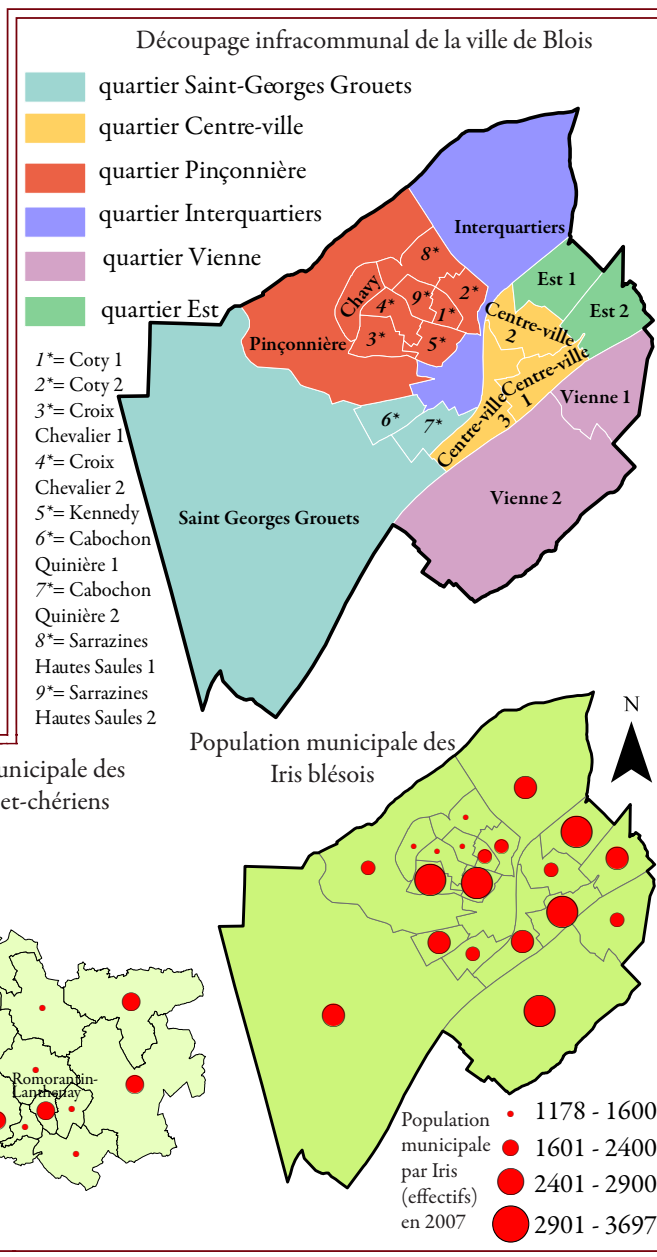 Découpage infracommunal de la ville de Blois
quartier Saint-Georges Grouets
quartier Centre-ville
quartier Pinçonnière
quartier Interquartiers
quartier Vienne
quartier Est
1*= Coty 1
2*= Coty 2
3*= Croix
Chevalier 1
4*= Croix
Chevalier 2
5*= Kennedy
6*= Cabochon
Quinière 1
7*= Cabochon
Quinière 2
8*= Sarrazines
Hautes Saules 1
9*= Sarrazines
Hautes Saules 2
Interquartiers
8*
Est 1
Chavy
9*
2*
4*
1*
Est 2
Centre-ville
2
Pinçonnière
3*
5*
Centre-ville
1
Vienne 1
6*
7*
Centre-ville
3
Vienne 2
Saint Georges Grouets
Population municipale des
Iris blésois
N
unicipale des
et-chériens
Romorantin-
Lanthenay
Population
municipale
par Iris
(effectifs)
en 2007
1178 - 1600
1601 - 2400
2401 - 2900
2901 - 3697